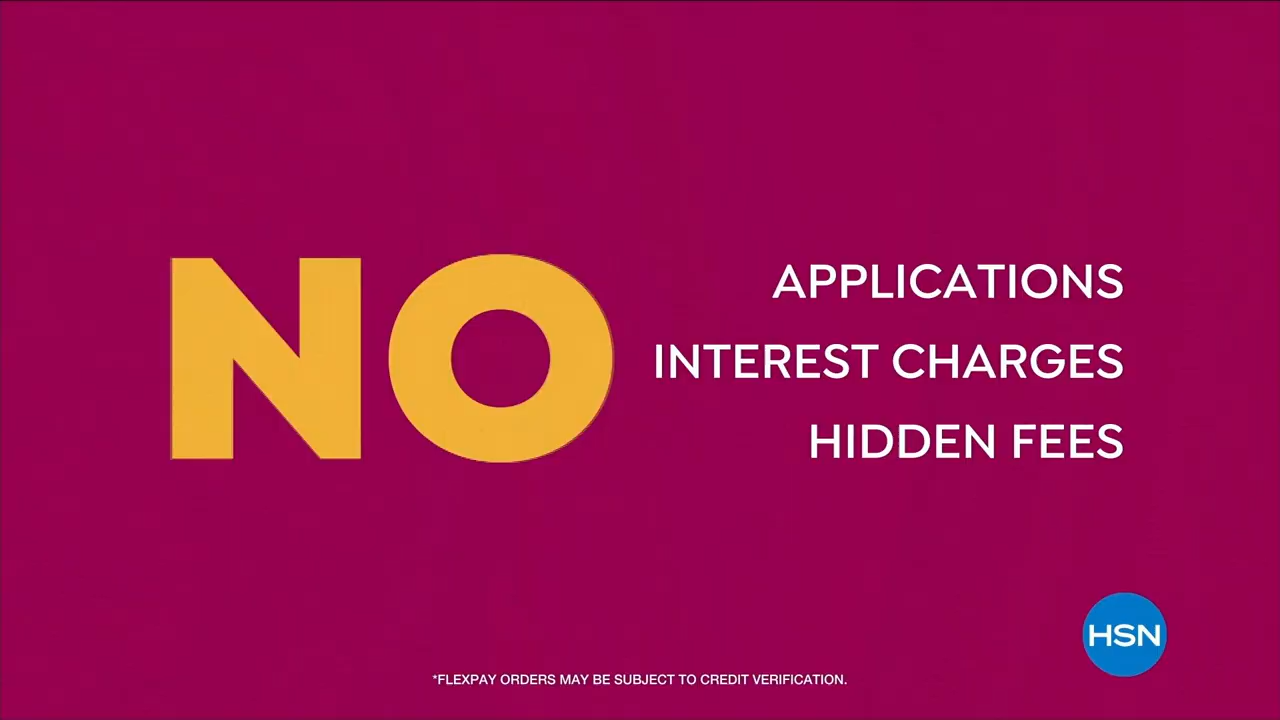 NO
APPLICATIONS
INTEREST CHARGES
HIDDEN FEES
HSN
*FLEXPAY ORDERS MAY BE SUBJECT TO CREDIT VERIFICATION.